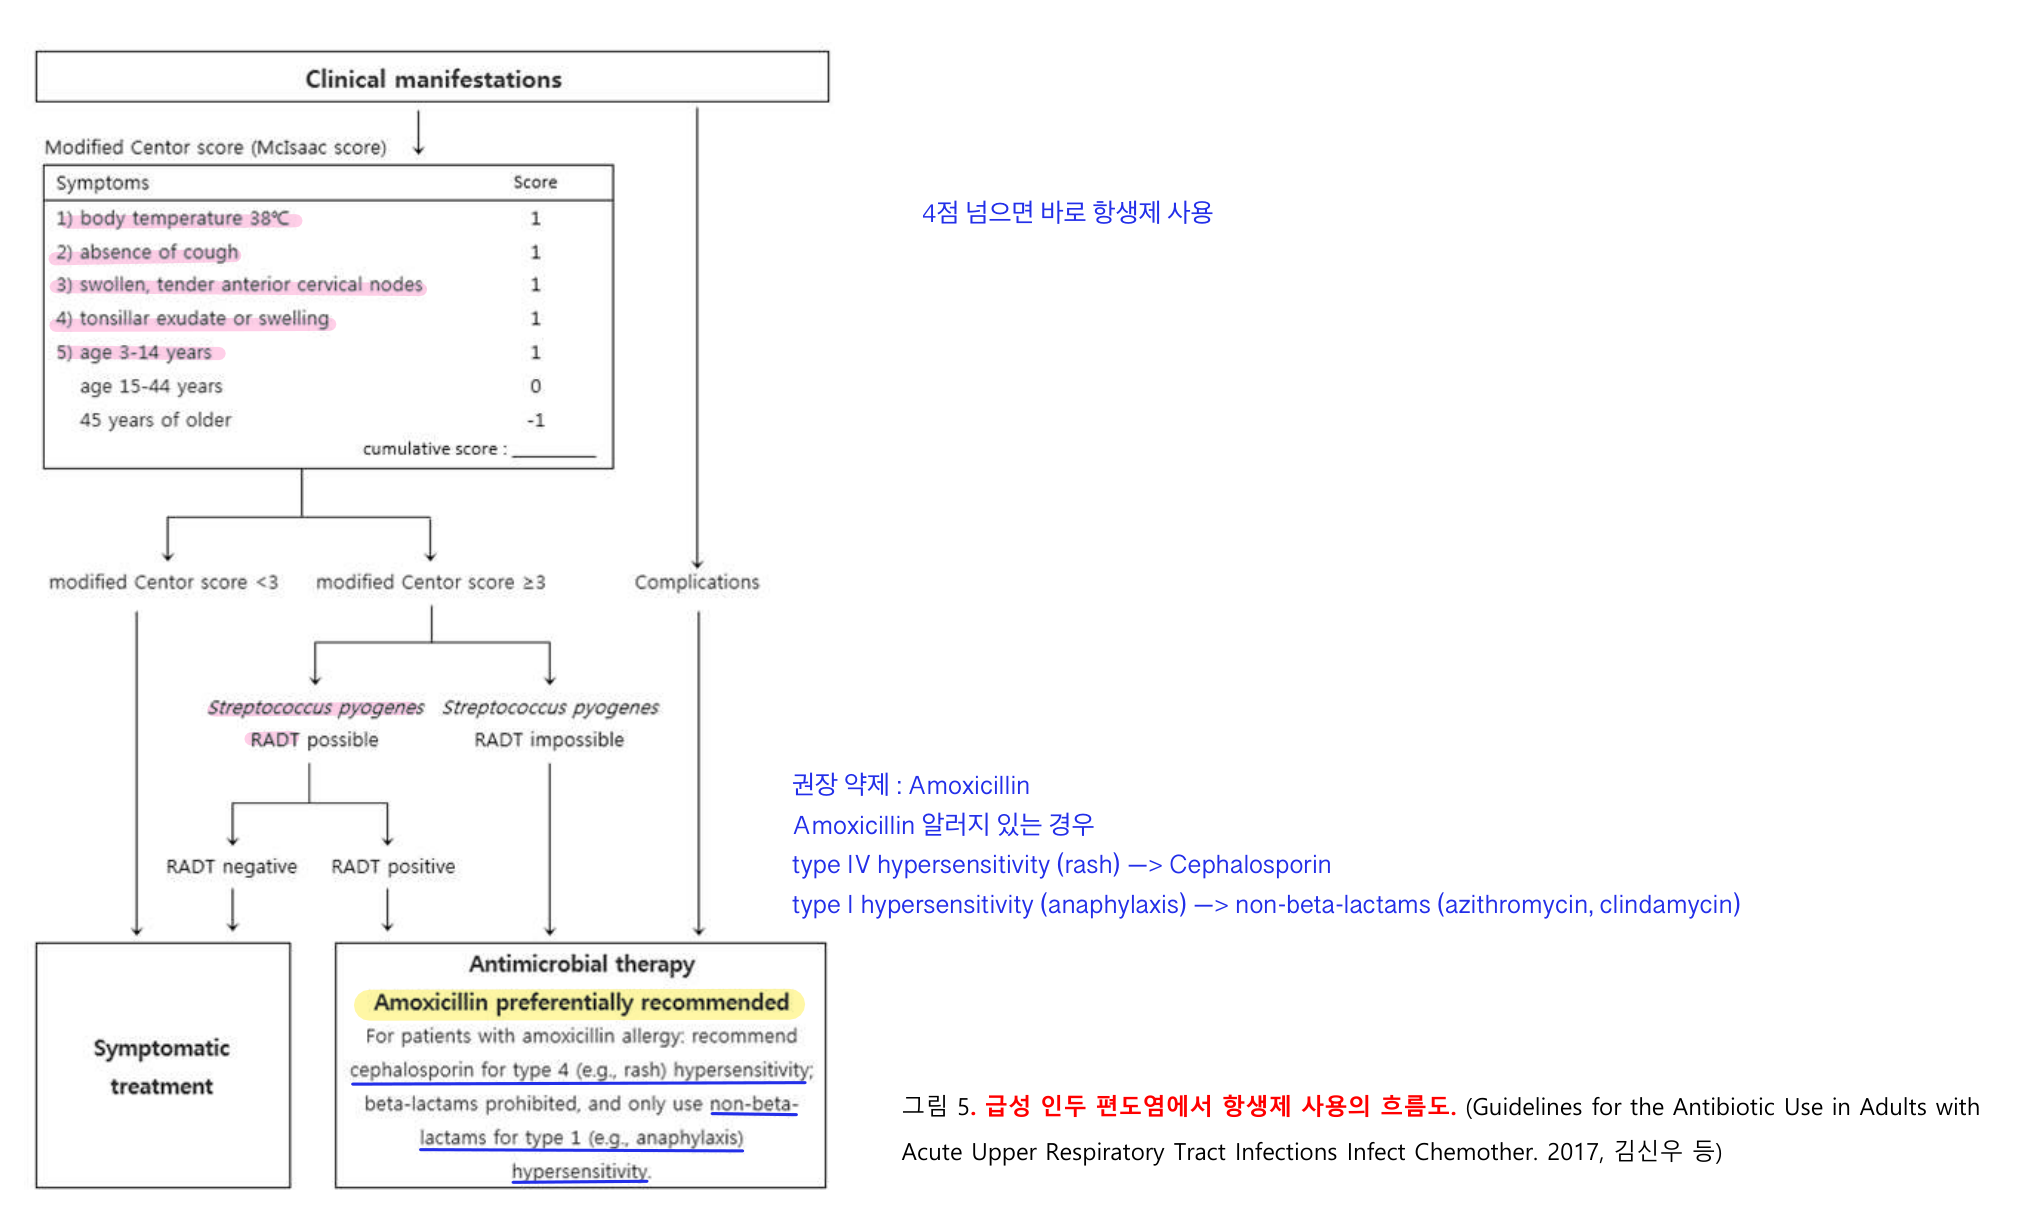 Clinical manifestations
Modified Centor score (McIsaac score)
Symptoms Score
1) body temperature 38℃ 1
2) absence of cough 1
3) swollen, tender anterior cervical nodes 1
4) tonsillar exudate or swelling 1
5) age 3-14 years 1
age 15-44 years 0
45 years of older -1
cumulative score : ________
4점 넘으면 바로 항생제 사용
modified Centor score <3 modified Centor score ≥3 Complications
Streptococcus pyogenes Streptococcus pyogenes
RADT possible RADT impossible
권장 약제 : Amoxicillin
Amoxicillin 알러지 있는 경우
type IV hypersensitivity (rash) —> Cephalosporin
type I hypersensitivity (anaphylaxis) —> non-beta-lactams (azithromycin, clindamycin)
RADT negative RADT positive
Symptomatic
treatment
Antimicrobial therapy
Amoxicillin preferentially recommended
For patients with amoxicillin allergy: recommend
cephalosporin for type 4 (e.g., rash) hypersensitivity;
beta-lactams prohibited, and only use non-beta-
lactams for type 1 (e.g., anaphylaxis)
hypersensitivity.
그림 5. 급성 인두 편도염에서 항생제 사용의 흐름도. (Guidelines for the Antibiotic Use in Adults with
Acute Upper Respiratory Tract Infections Infect Chemother. 2017, 김신우 등)